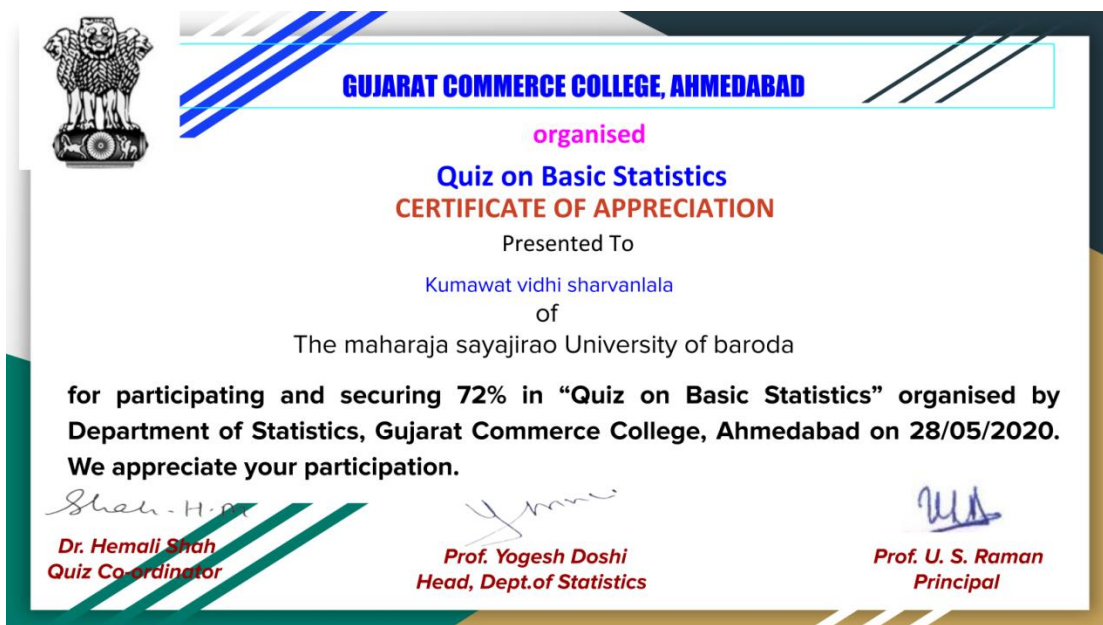 GUJARAT COMMERCE COLLEGE, AHMEDABAD
organised
Quiz on Basic Statistics
CERTIFICATE OF APPRECIATION
Presented To
Kumawat vidhi sharvanlala
of
The maharaja sayajirao University of baroda
for participating and securing 72% in “Quiz on Basic Statistics” organised by
Department of Statistics, Gujarat Commerce College, Ahmedabad on 28/05/2020.
We appreciate your participation.
Shah - H. M
Dr. Hemali Shah
Quiz Co-ordinator
Prof. Yogesh Doshi
Head, Dept.of Statistics
Prof. U. S. Raman
Principal